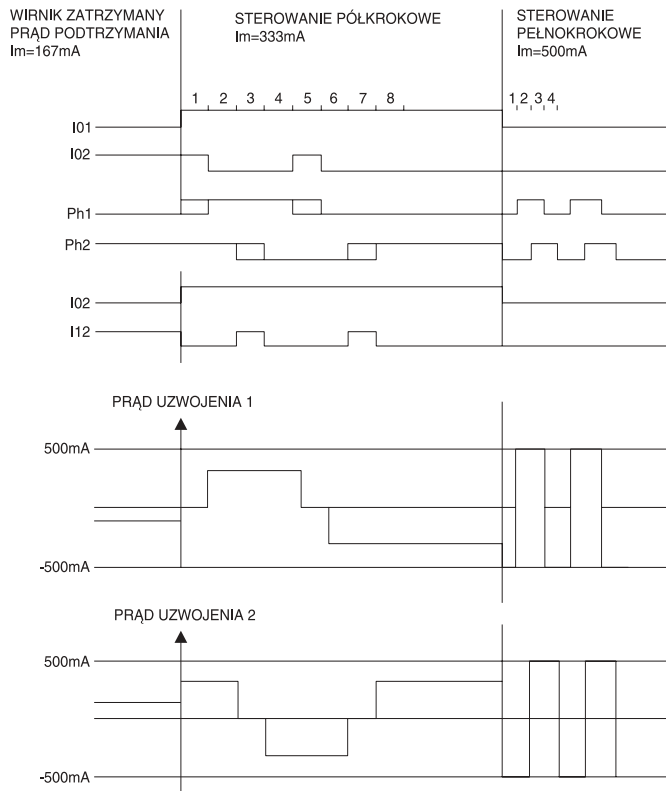 WIRNIK ZATRZYMANY
PRĄD PODTRZYMANIA
Im=167mA
STEROWANIE PÓŁKROKOWE
Im=333mA
STEROWANIE
PEŁNOKROKOWE
Im=500mA
1 2 3 4 5 6 7 8
1 2 3 4
I01
I02
Ph1
Ph2
I02
I12
PRĄD UZWOJENIA 1
500mA
-500mA
PRĄD UZWOJENIA 2
500mA
-500mA